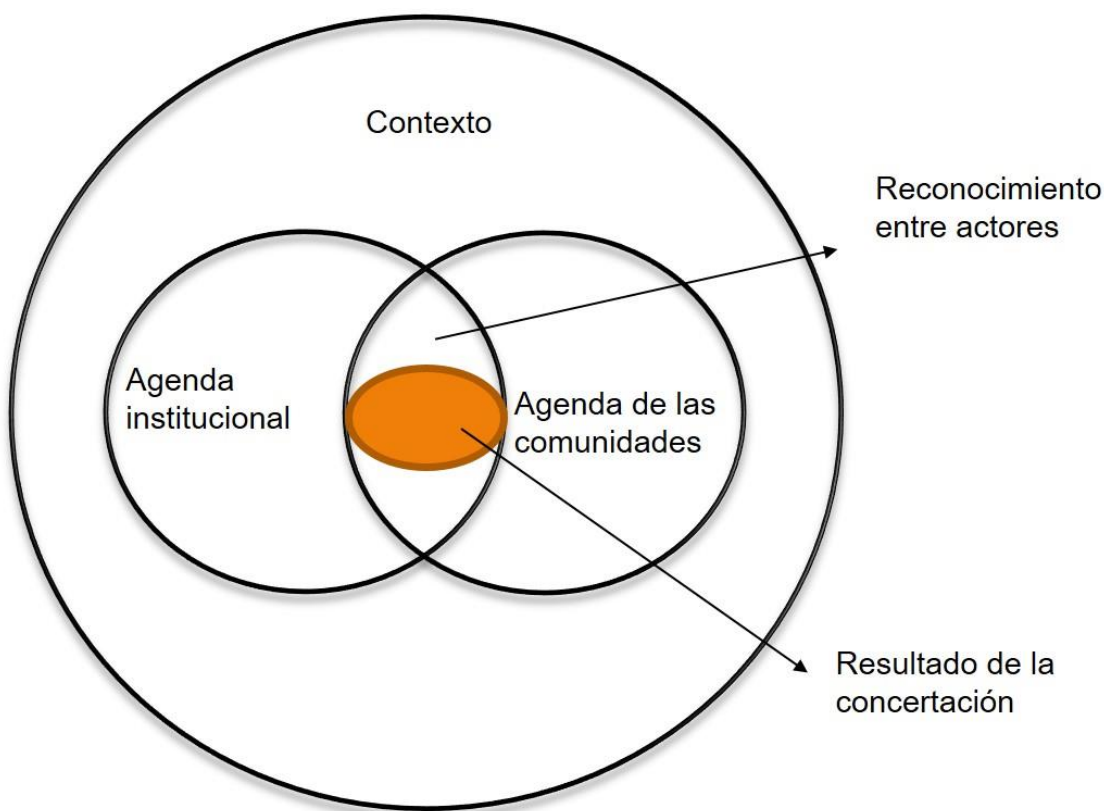 Contexto
Reconocimiento
entre actores
Agenda
institucional
Agenda de las
comunidades
Resultado de la
concertación